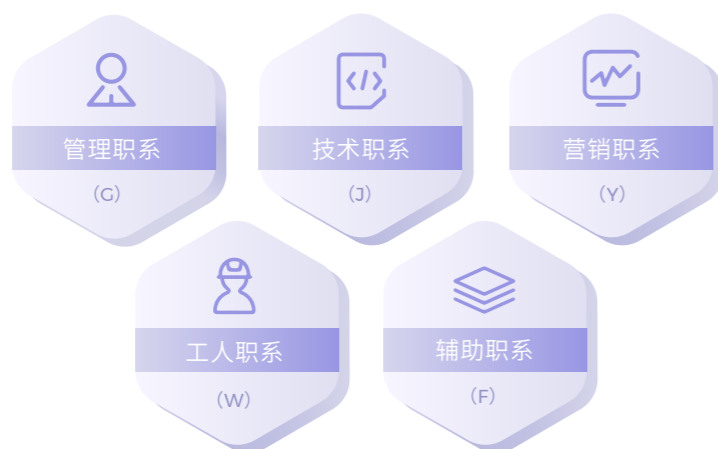 管理职系
（G）
技术职系
（J）
营销职系
（Y）
工人职系
（W）
辅助职系
（F）